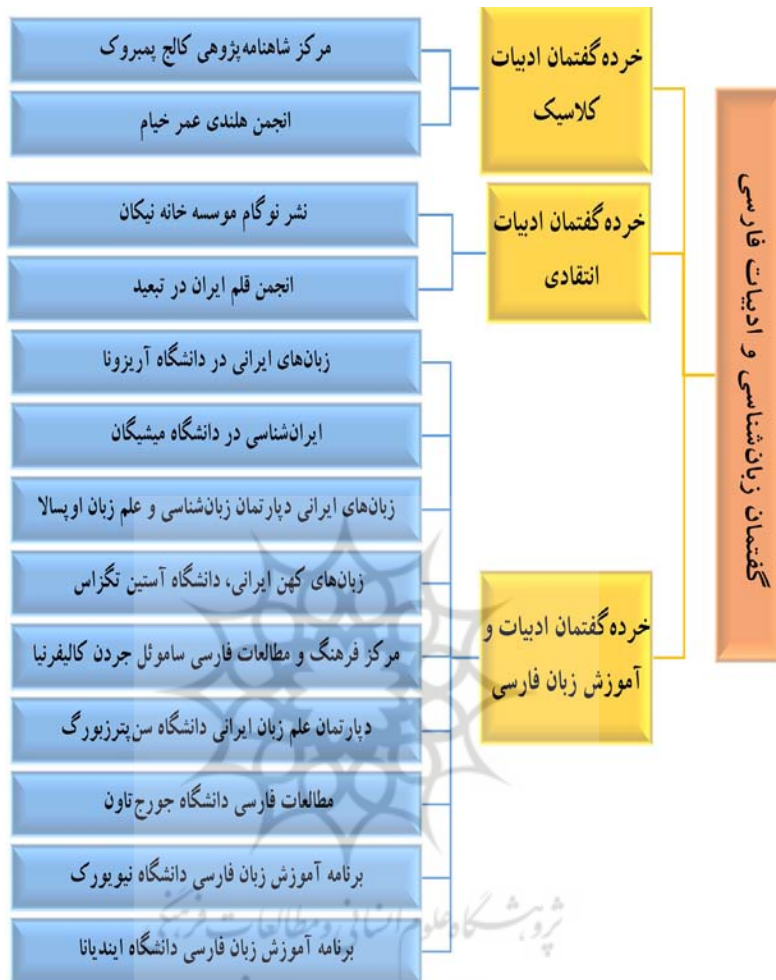 گفتمان زبان‌شناسی و ادبیات فارسی
خرده گفتمان ادبیات
کلاسیک
مرکز شاهنامه‌پژوهی کالج پمبروک
انجمن هلندی عمر خیام
خرده گفتمان ادبیات
انتقادی
نشر نوگام موسسه خانه نیکان
انجمن قلم ایران در تبعید
خرده گفتمان ادبیات و
آموزش زبان فارسی
زبان‌های ایرانی در دانشگاه آریزونا
ایران‌شناسی در دانشگاه میشیگان
زبان‌های ایرانی دپارتمان زبان‌شناسی و علم زبان اوپسالا
زبان‌های کهن ایرانی، دانشگاه آستین تگزاس
مرکز فرهنگ و مطالعات فارسی ساموئل جردن کالیفرنیا
دپارتمان علم زبان ایرانی دانشگاه سن‌پترزبورگ
مطالعات فارسی دانشگاه جورج‌تاون
برنامه آموزش زبان فارسی دانشگاه نیویورک
برنامه آموزش زبان فارسی دانشگاه ایندیانا
پژوهشگاه علوم انسانی و مطالعات فرهنگی